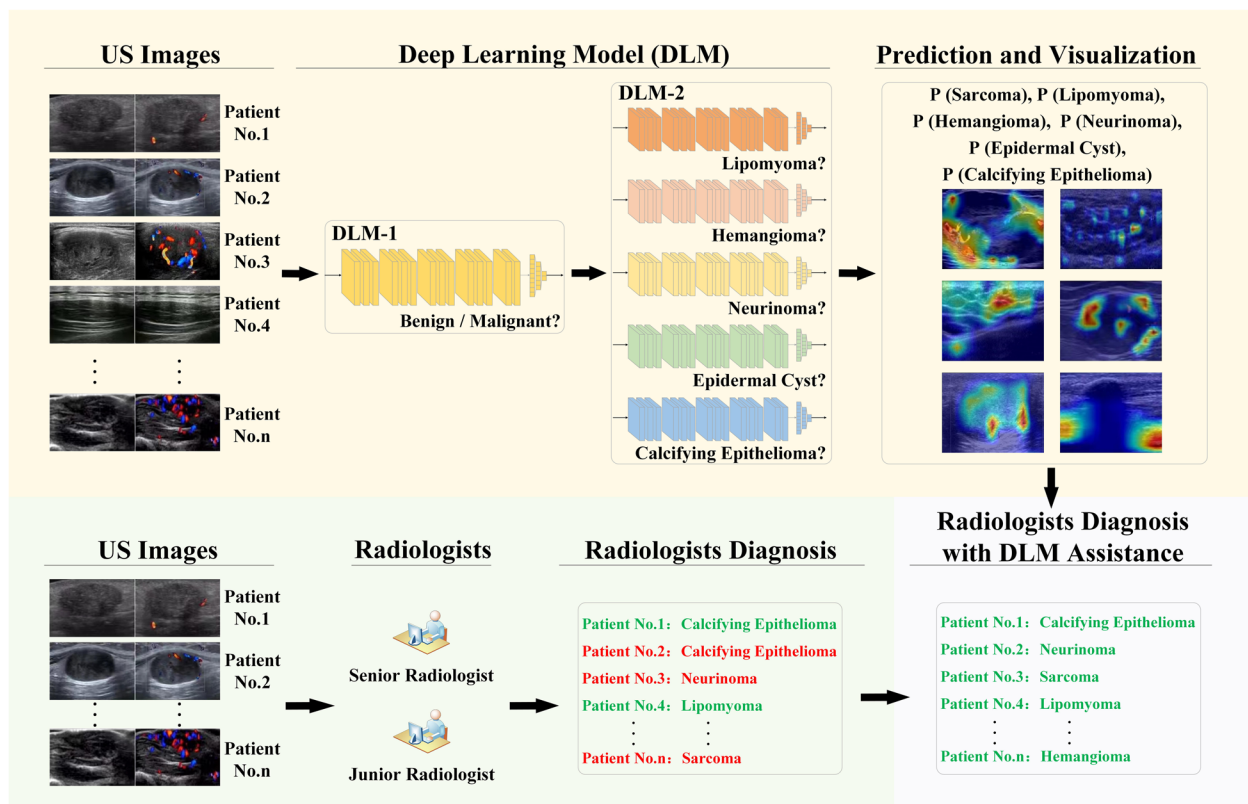 US Images
Deep Learning Model (DLM)
Prediction and Visualization
Patient
No.1
Patient
No.2
Patient
No.3
Patient
No.4
Patient
No.n
DLM-1
Benign / Malignant?
DLM-2
Lipomyoma?
Hemangioma?
Neurinoma?
Epidermal Cyst?
Calcifying Epithelioma?
P (Sarcoma), P (Lipomyoma),
P (Hemangioma), P (Neurinoma),
P (Epidermal Cyst),
P (Calcifying Epithelioma)
US Images
Radiologists
Radiologists Diagnosis
Radiologists Diagnosis
with DLM Assistance
Patient
No.1
Patient
No.2
Patient
No.n
Senior Radiologist
Junior Radiologist
Patient No.1: Calcifying Epithelioma
Patient No.2: Calcifying Epithelioma
Patient No.3: Neurinoma
Patient No.4: Lipomyoma
Patient No.n: Sarcoma
Patient No.1: Calcifying Epithelioma
Patient No.2: Neurinoma
Patient No.3: Sarcoma
Patient No.4: Lipomyoma
Patient No.n: Hemangioma